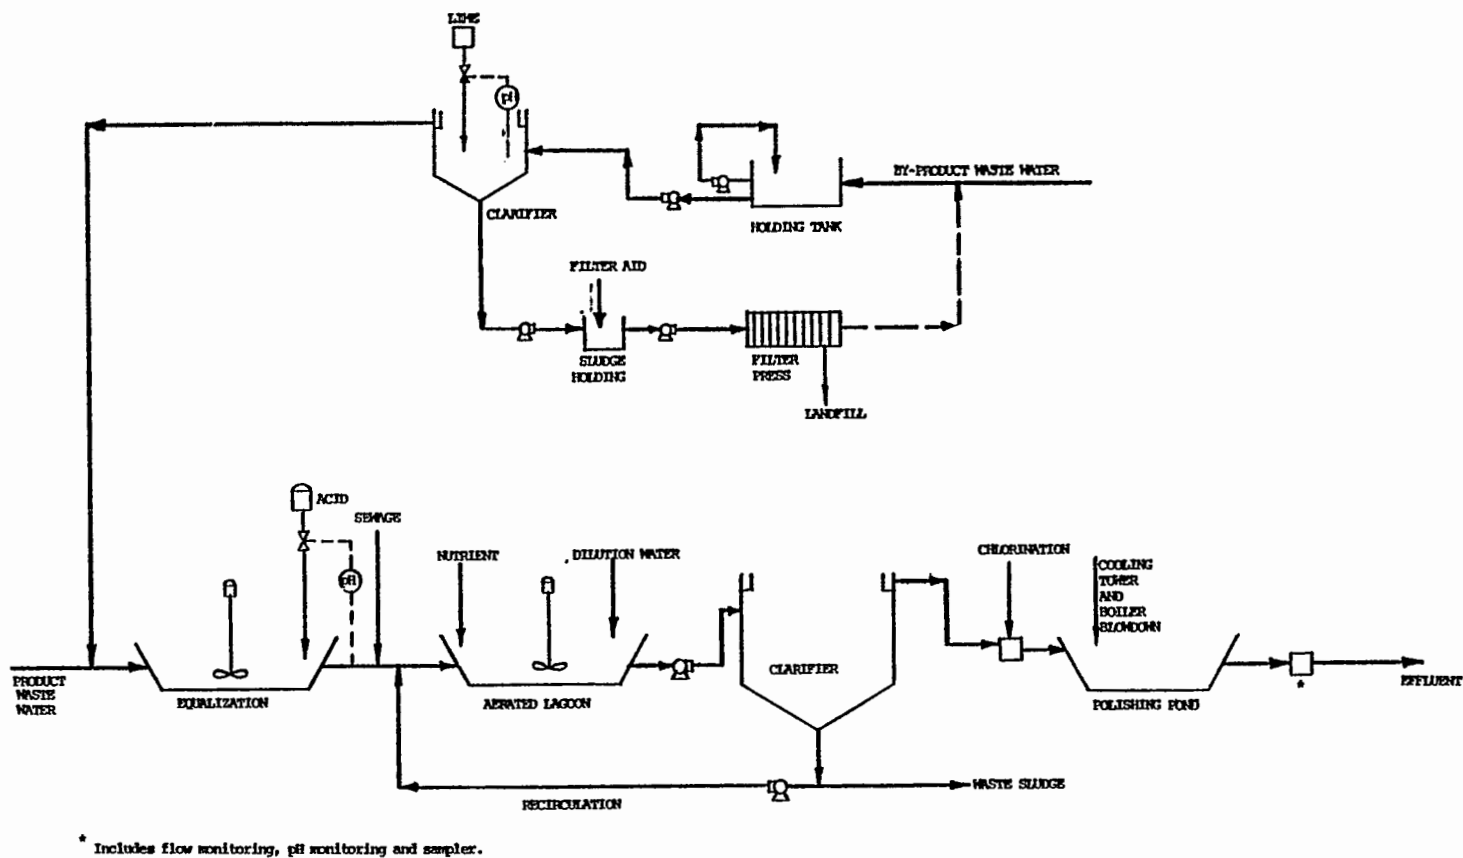 LIME
pH
BY-PRODUCT WASTE WATER
CLARIFIER
HOLDING TANK
FILTER AID
SLUDGE
HOLDING
FILTER
PRESS
LANDFILL
ACID
SEWAGE
pH
NUTRIENT
DILUTION WATER
CHLORINATION
COOLING
TOWER
AND
BOILER
BLOWDOWN
CLARIFIER
PRODUCT
WASTE
WATER
EQUALIZATION
AERATED LAGOON
POLISHING POND
*
EFFLUENT
RECIRCULATION
WASTE SLUDGE
* Includes flow monitoring, pH monitoring and sampler.